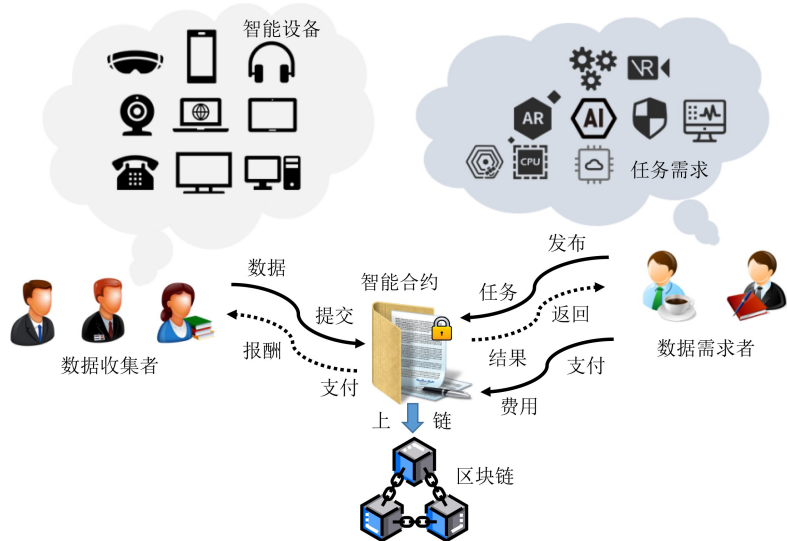 智能设备
VR
AR
AI
CPU
任务需求
发布
数据
智能合约
任务
提交
返回
报酬
结果
数据需求者
数据收集者
支付
支付
费用
上 链
区块链